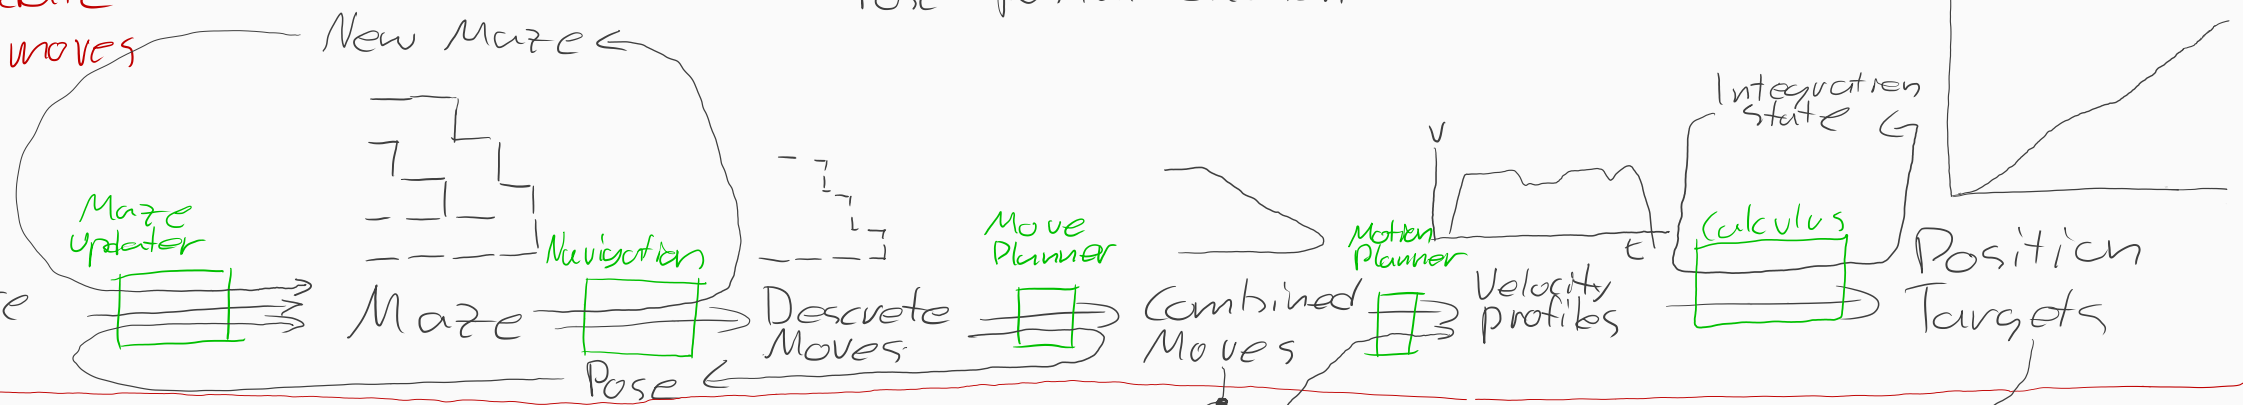 moves
New Maze
Integration
state
V
Maze
updater
Navigation
Move
Planner
Motion
Planner
t
Calculus
Maze
Descrete
Moves
Combined
Moves
Velocity
profiles
Position
Targets
Pose